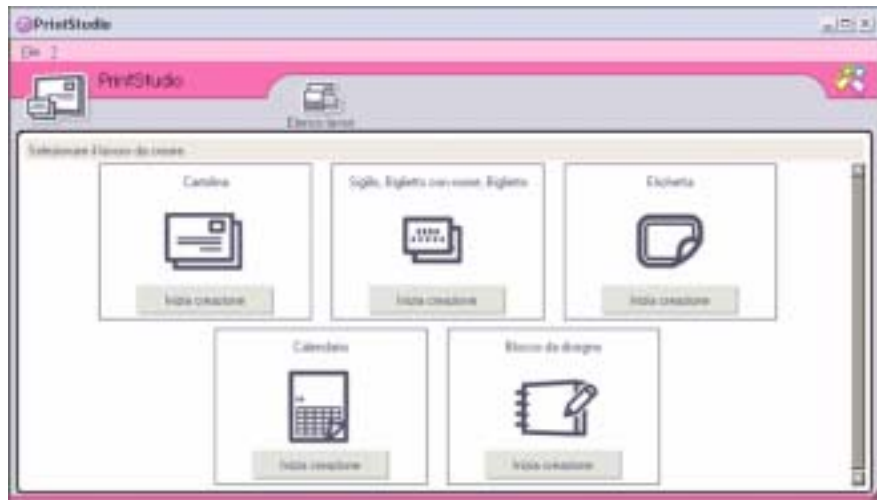 PrintStudio
File ?
PrintStudio
Elenco lavori
Selezionare il lavoro da creare.
Cartolina
Sigillo, Biglietto con nome, Biglietto
Etichetta
Inizia creazione
Inizia creazione
Inizia creazione
Calendario
Blocco da disegno
Inizia creazione
Inizia creazione